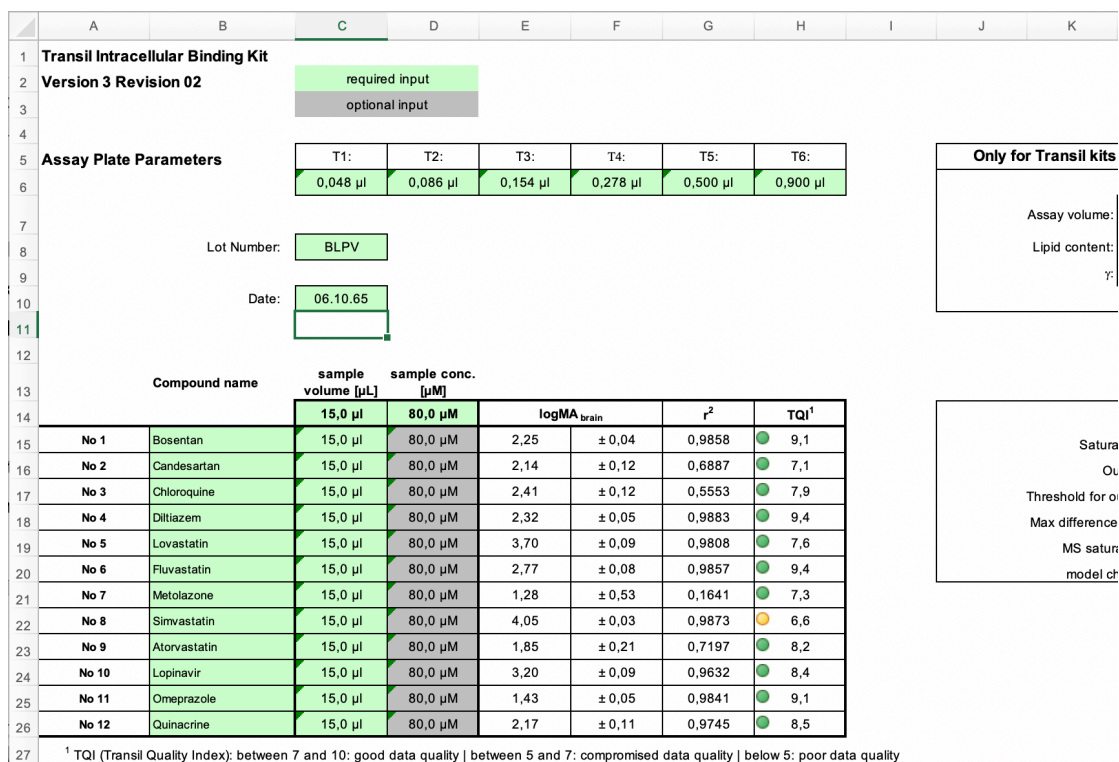 A B C D E F G H I J K
1 Transil Intracellular Binding Kit
2 Version 3 Revision 02 required input
3 optional input
4
5 Assay Plate Parameters T1: T2: T3: T4: T5: T6: Only for Transil kits
6 0,048 µl 0,086 µl 0,154 µl 0,278 µl 0,500 µl 0,900 µl
7 Assay volume:
8 Lot Number: BLPV Lipid content:
9 γ:
10 Date: 06.10.65
11
12
13 Compound name sample volume [µL] sample conc. [µM]
14 15,0 µl 80,0 µM logMA brain r² TQI¹
15 No 1 Bosentan 15,0 µl 80,0 µM 2,25 ± 0,04 0,9858 9,1 Satura
16 No 2 Candesartan 15,0 µl 80,0 µM 2,14 ± 0,12 0,6887 7,1 Ou
17 No 3 Chloroquine 15,0 µl 80,0 µM 2,41 ± 0,12 0,5553 7,9 Threshold for ou
18 No 4 Diltiazem 15,0 µl 80,0 µM 2,32 ± 0,05 0,9883 9,4 Max difference
19 No 5 Lovastatin 15,0 µl 80,0 µM 3,70 ± 0,09 0,9808 7,6 MS satura
20 No 6 Fluvastatin 15,0 µl 80,0 µM 2,77 ± 0,08 0,9857 9,4 model ch
21 No 7 Metolazone 15,0 µl 80,0 µM 1,28 ± 0,53 0,1641 7,3
22 No 8 Simvastatin 15,0 µl 80,0 µM 4,05 ± 0,03 0,9873 6,6
23 No 9 Atorvastatin 15,0 µl 80,0 µM 1,85 ± 0,21 0,7197 8,2
24 No 10 Lopinavir 15,0 µl 80,0 µM 3,20 ± 0,09 0,9632 8,4
25 No 11 Omeprazole 15,0 µl 80,0 µM 1,43 ± 0,05 0,9841 9,1
26 No 12 Quinacrine 15,0 µl 80,0 µM 2,17 ± 0,11 0,9745 8,5
27 ¹ TQI (Transil Quality Index): between 7 and 10: good data quality | between 5 and 7: compromised data quality | below 5: poor data quality